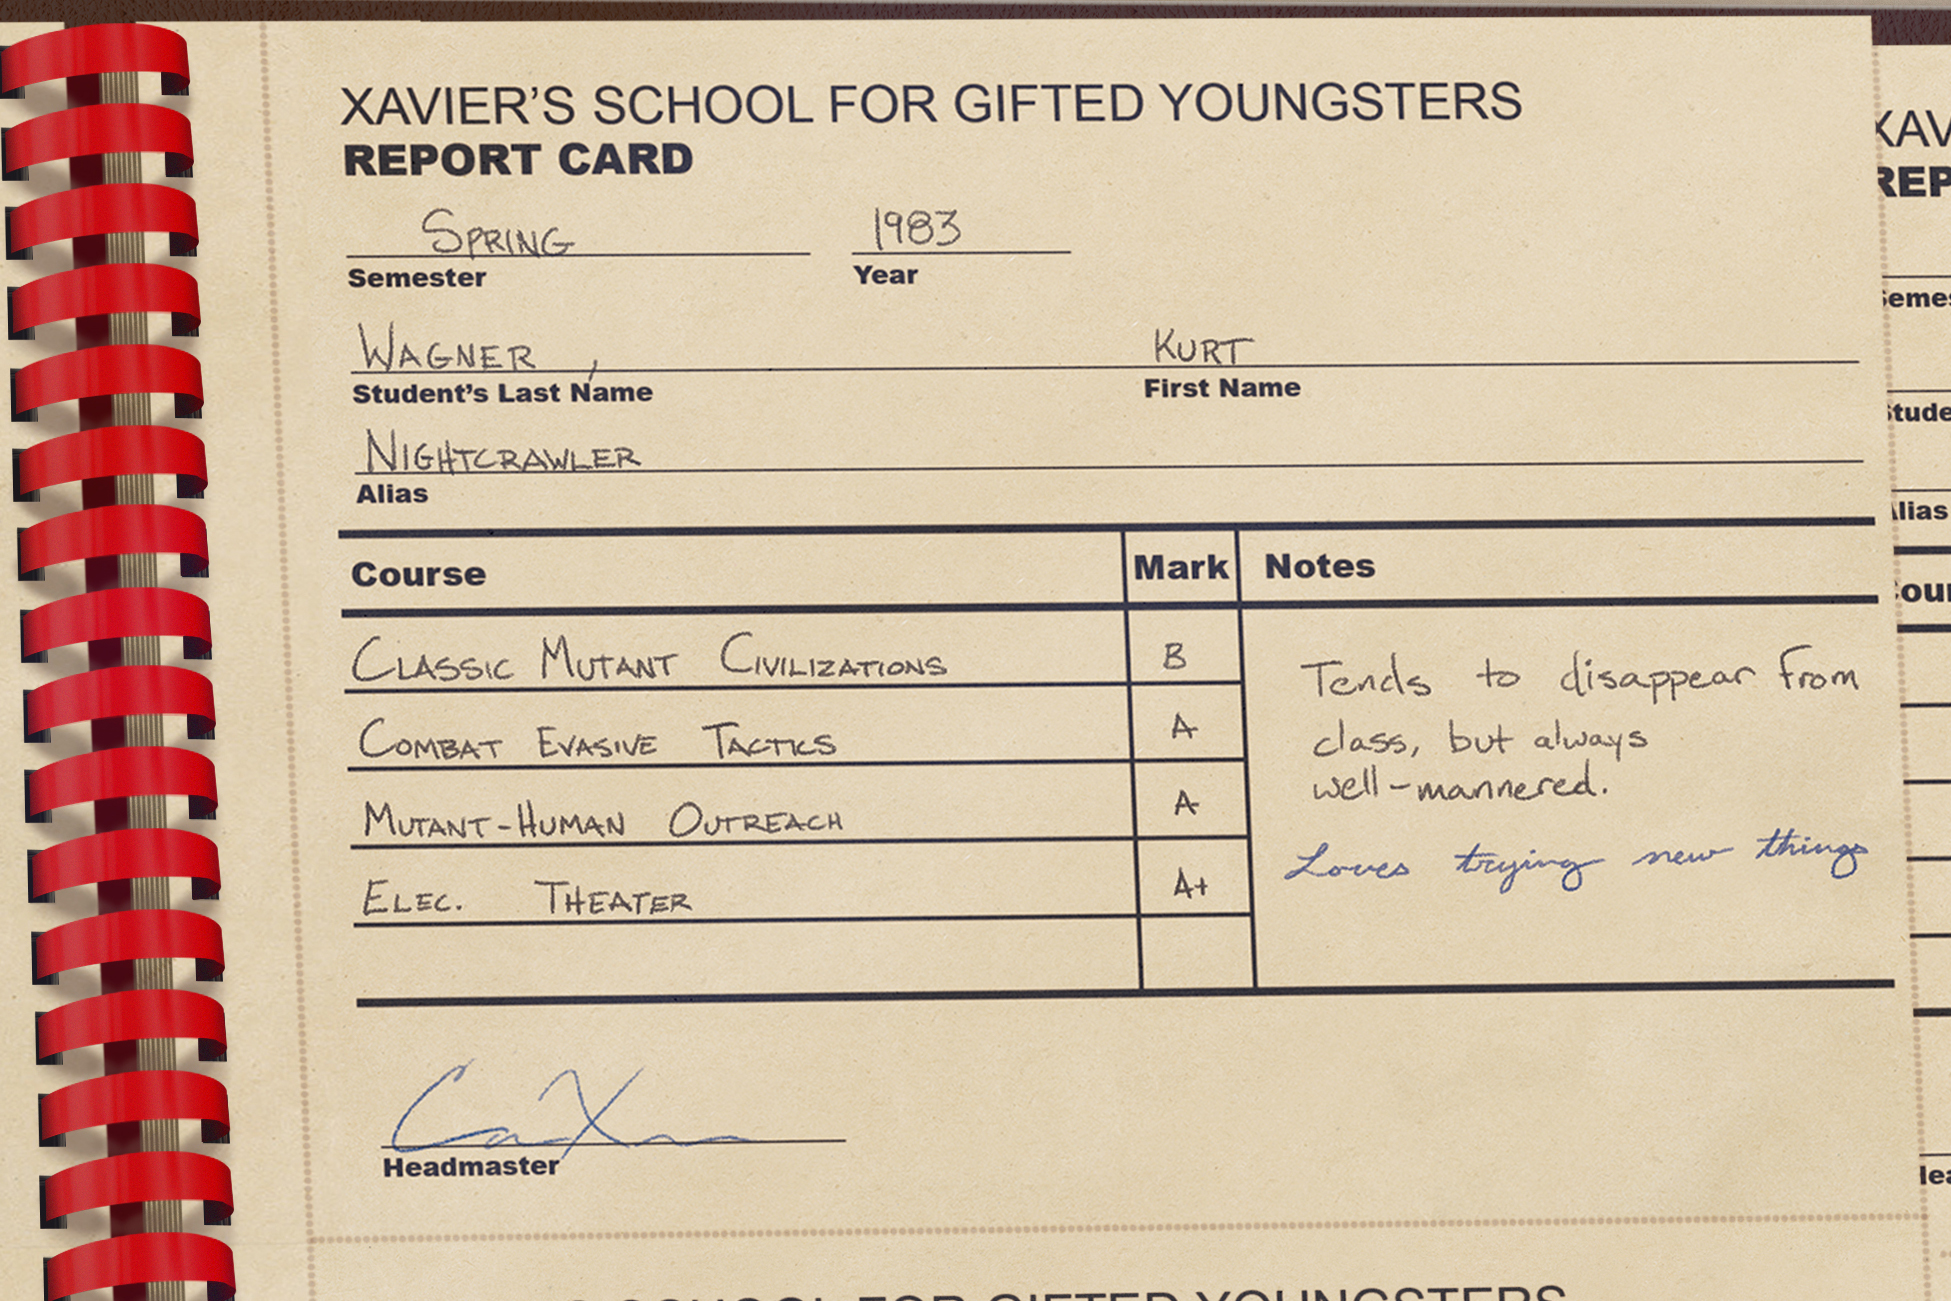 XAVIER'S SCHOOL FOR GIFTED YOUNGSTERS
REPORT CARD
SPRING 1983
Semester Year
WAGNER, KURT
Student's Last Name First Name
NIGHTCRAWLER
Alias
Course Mark Notes
CLASSIC MUTANT CIVILIZATIONS B
COMBAT EVASIVE TACTICS A
MUTANT-HUMAN OUTREACH A
ELEC. THEATER A+
Tends to disappear from
class, but always
well-mannered.
Loves trying new things
Headmaster
SCHOOL FOR GIFTED YOUNGSTERS
XAV
REP
Semes
Stude
Alias
Cour
Hea